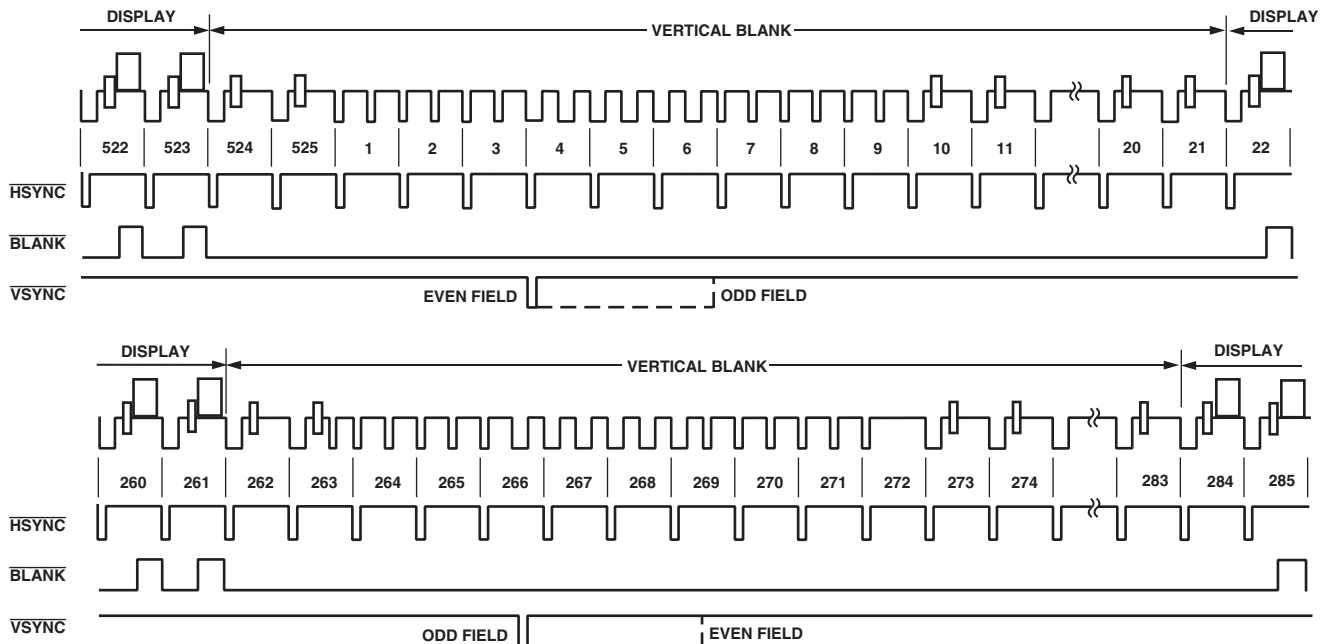 DISPLAY VERTICAL BLANK DISPLAY
522 523 524 525 1 2 3 4 5 6 7 8 9 10 11 20 21 22
HSYNC
BLANK
VSYNC EVEN FIELD ODD FIELD
DISPLAY VERTICAL BLANK DISPLAY
260 261 262 263 264 265 266 267 268 269 270 271 272 273 274 283 284 285
HSYNC
BLANK
VSYNC ODD FIELD EVEN FIELD